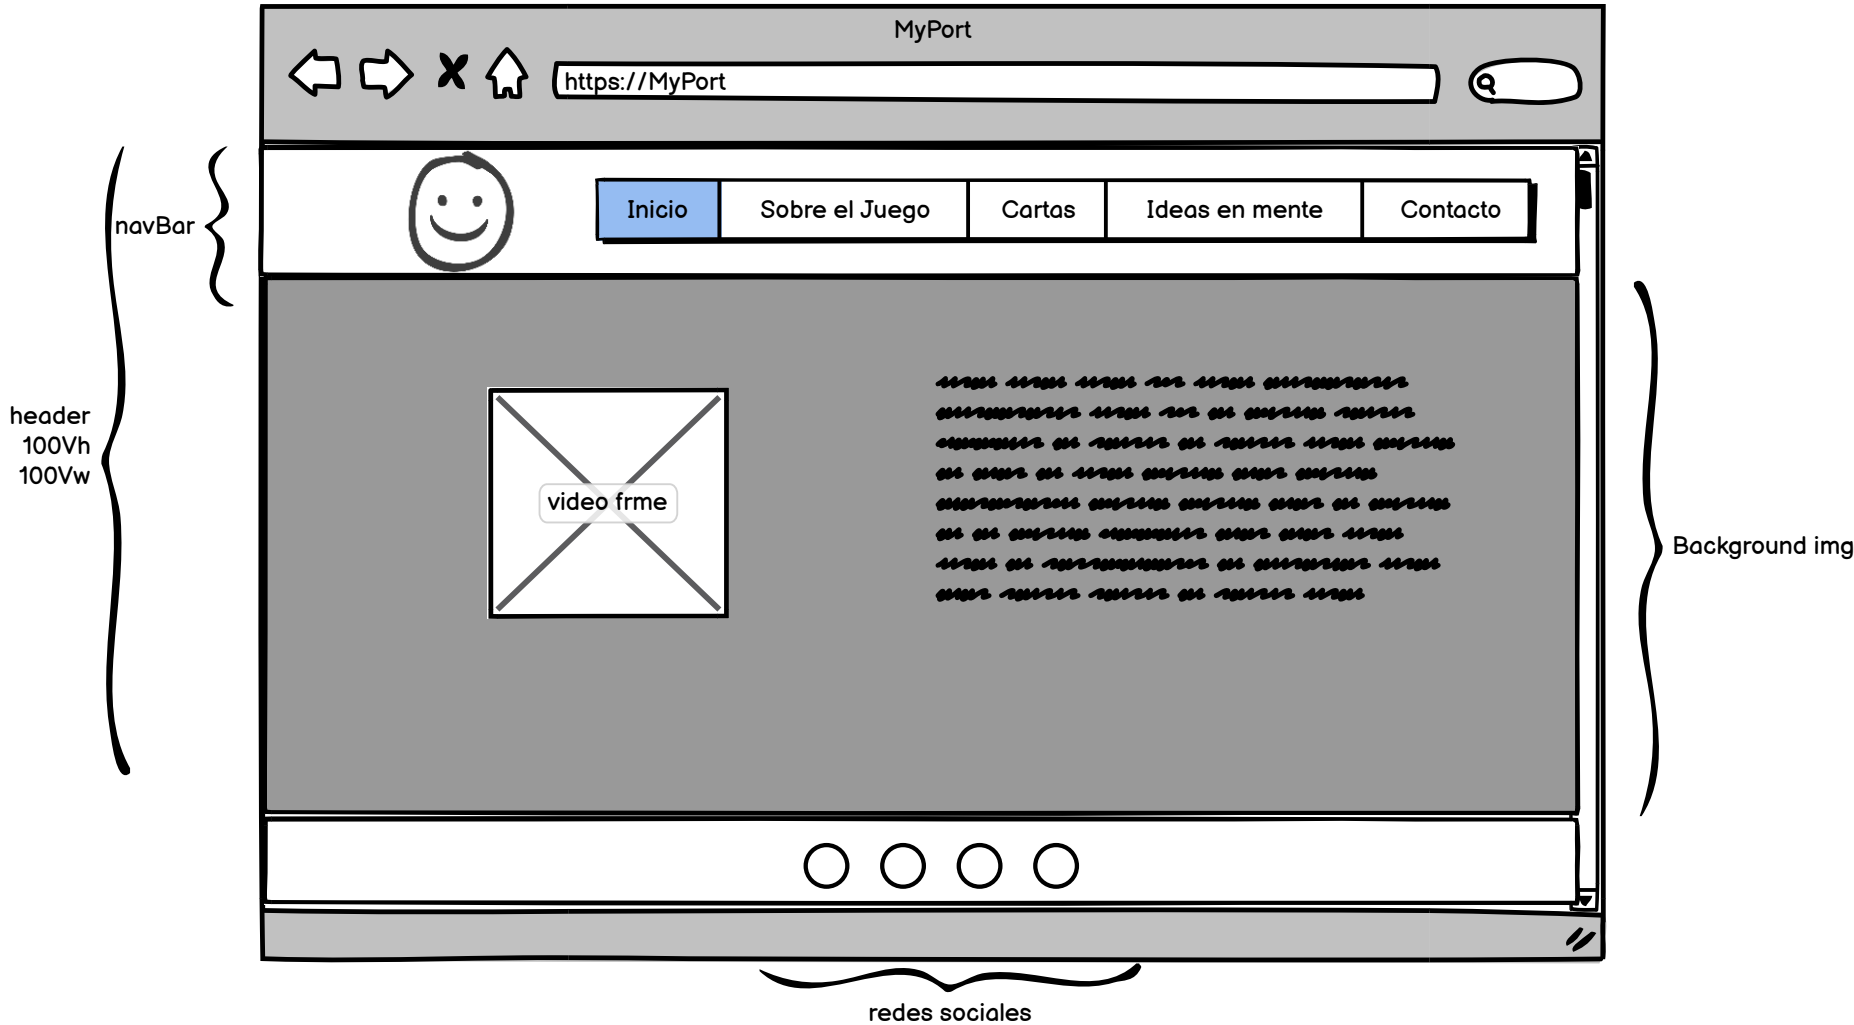 MyPort
https://MyPort
navBar
Inicio
Sobre el Juego
Cartas
Ideas en mente
Contacto
header
100Vh
100Vw
video frme
Background img
redes sociales